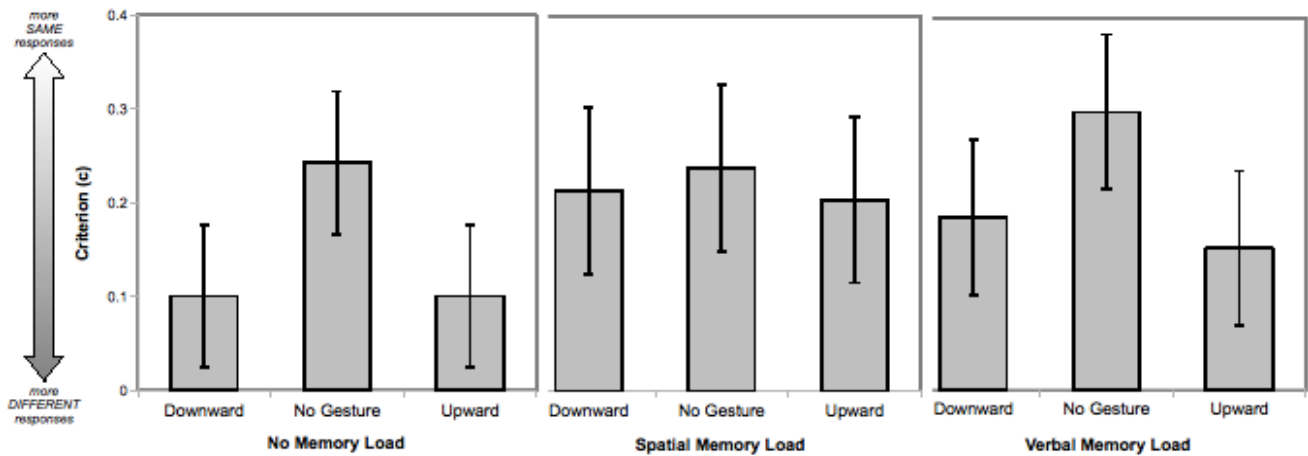 more
SAME
responses
more
DIFFERENT
responses
Criterion (c)
0.4
0.3
0.2
0.1
0
Downward No Gesture Upward
No Memory Load
Downward No Gesture Upward
Spatial Memory Load
Downward No Gesture Upward
Verbal Memory Load